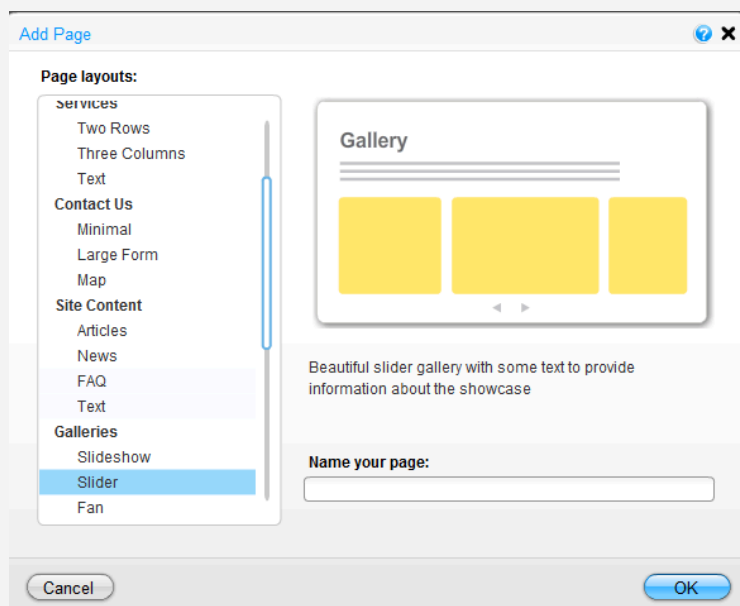 Add Page
Page layouts:
Services
Two Rows
Three Columns
Text
Contact Us
Minimal
Large Form
Map
Site Content
Articles
News
FAQ
Text
Galleries
Slideshow
Slider
Fan
Gallery
Beautiful slider gallery with some text to provide
information about the showcase
Name your page:
Cancel
OK